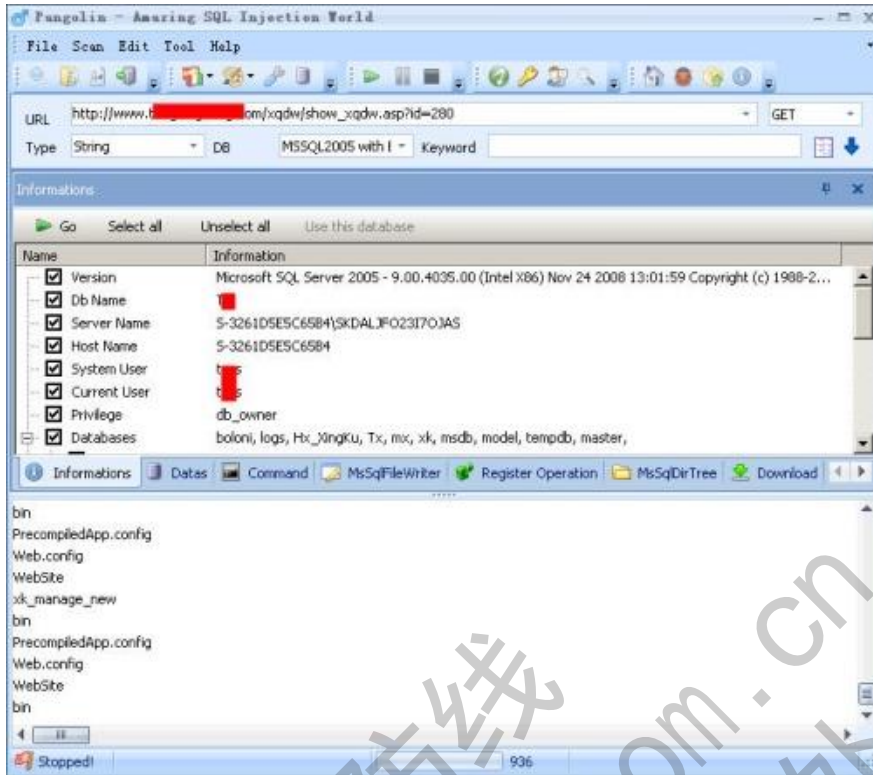 Pangolin - Amazing SQL Injection World
File Scan Edit Tool Help
URL http://www.t om/xqdw/show_xqdw.asp?id=280 GET
Type String DB MSSQL2005 with Keyword
Informations
Go Select all Unselect all Use this database
Name Information
Version Microsoft SQL Server 2005 - 9.00.4035.00 (Intel X86) Nov 24 2008 13:01:59 Copyright (c) 1988-2...
Db Name
Server Name S-3261D5E5C65B4\SKDALJFO23I7OJAS
Host Name S-3261D5E5C65B4
System User t s
Current User t s
Privilege db_owner
Databases boloni, logs, Hx_XingKu, Tx, mx, xk, msdb, model, tempdb, master,
Informations Datas Command MsSqlFileWriter Register Operation MsSqlDirTree Download
bin
PrecompiledApp.config
Web.config
WebSite
xk_manage_new
bin
PrecompiledApp.config
Web.config
WebSite
bin
Stopped! 936
防线
om.cn